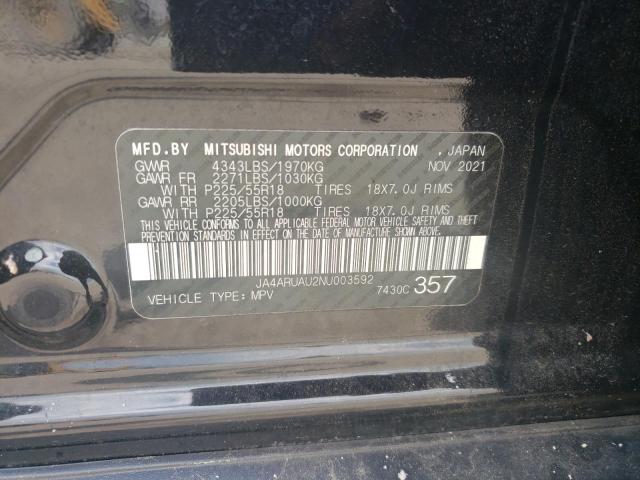 MFD.BY MITSUBISHI MOTORS CORPORATION , JAPAN
GVWR 4343LBS/1970KG NOV 2021
GAWR FR 2271LBS/1030KG
WITH P225/55R18 TIRES 18X7.0J RIMS
GAWR RR 2205LBS/1000KG
WITH P225/55R18 TIRES 18X7.0J RIMS
THIS VEHICLE CONFORMS TO ALL APPLICABLE FEDERAL MOTOR VEHICLE SAFETY AND THEFT
PREVENTION STANDARDS IN EFFECT ON THE DATE OF MANUFACTURE SHOWN ABOVE.
JA4ARUAU2NU003592
VEHICLE TYPE: MPV 7430C 357